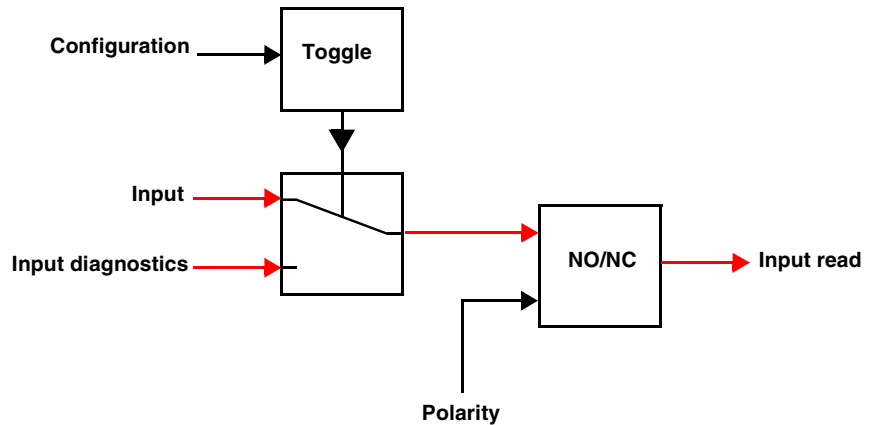 Configuration
Toggle
Input
Input diagnostics
NO/NC
Input read
Polarity